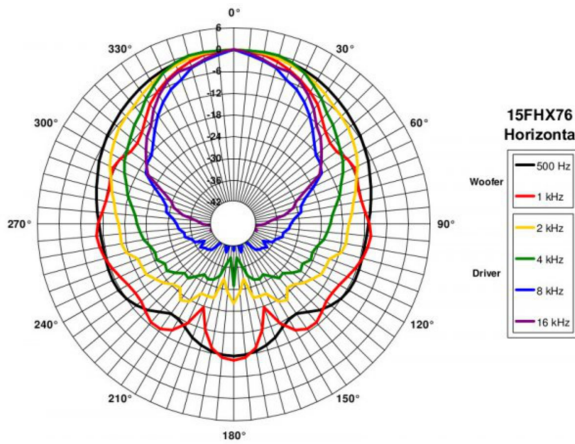 0°
6
0
-6
-12
-18
-24
-30
-36
-42
330°
30°
300°
60°
270°
90°
240°
120°
210°
150°
180°
15FHX76
Horizonta
Woofer
500 Hz
1 kHz
Driver
2 kHz
4 kHz
8 kHz
16 kHz